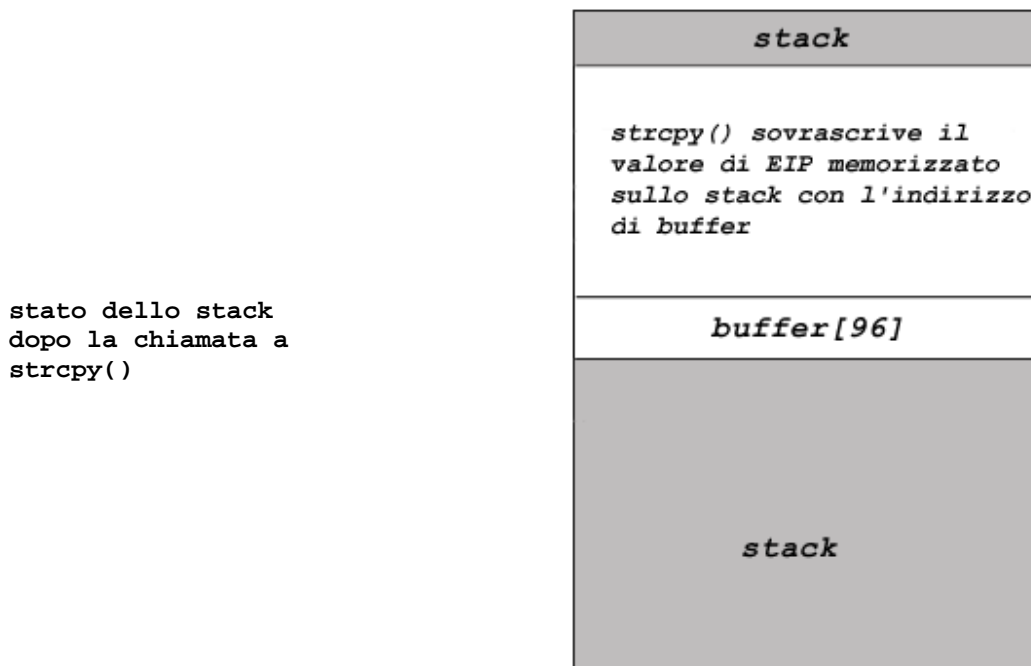 stack
strcpy() sovrascrive il
valore di EIP memorizzato
sullo stack con l'indirizzo
di buffer
stato dello stack
dopo la chiamata a
strcpy()
buffer[96]
stack